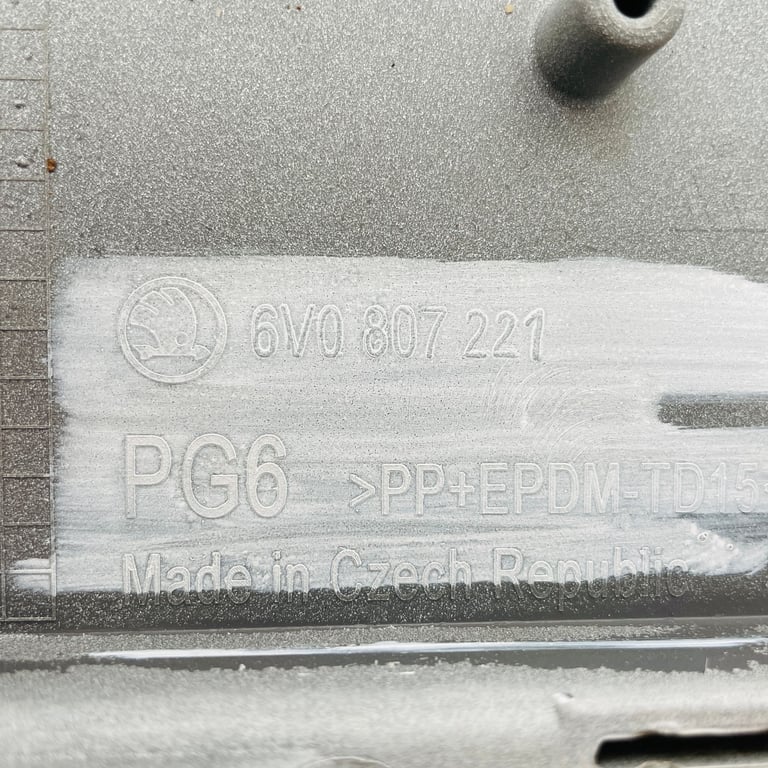 6V0 807 221
PG6 >PP+EPDM-TD15<
Made in Czech Republic